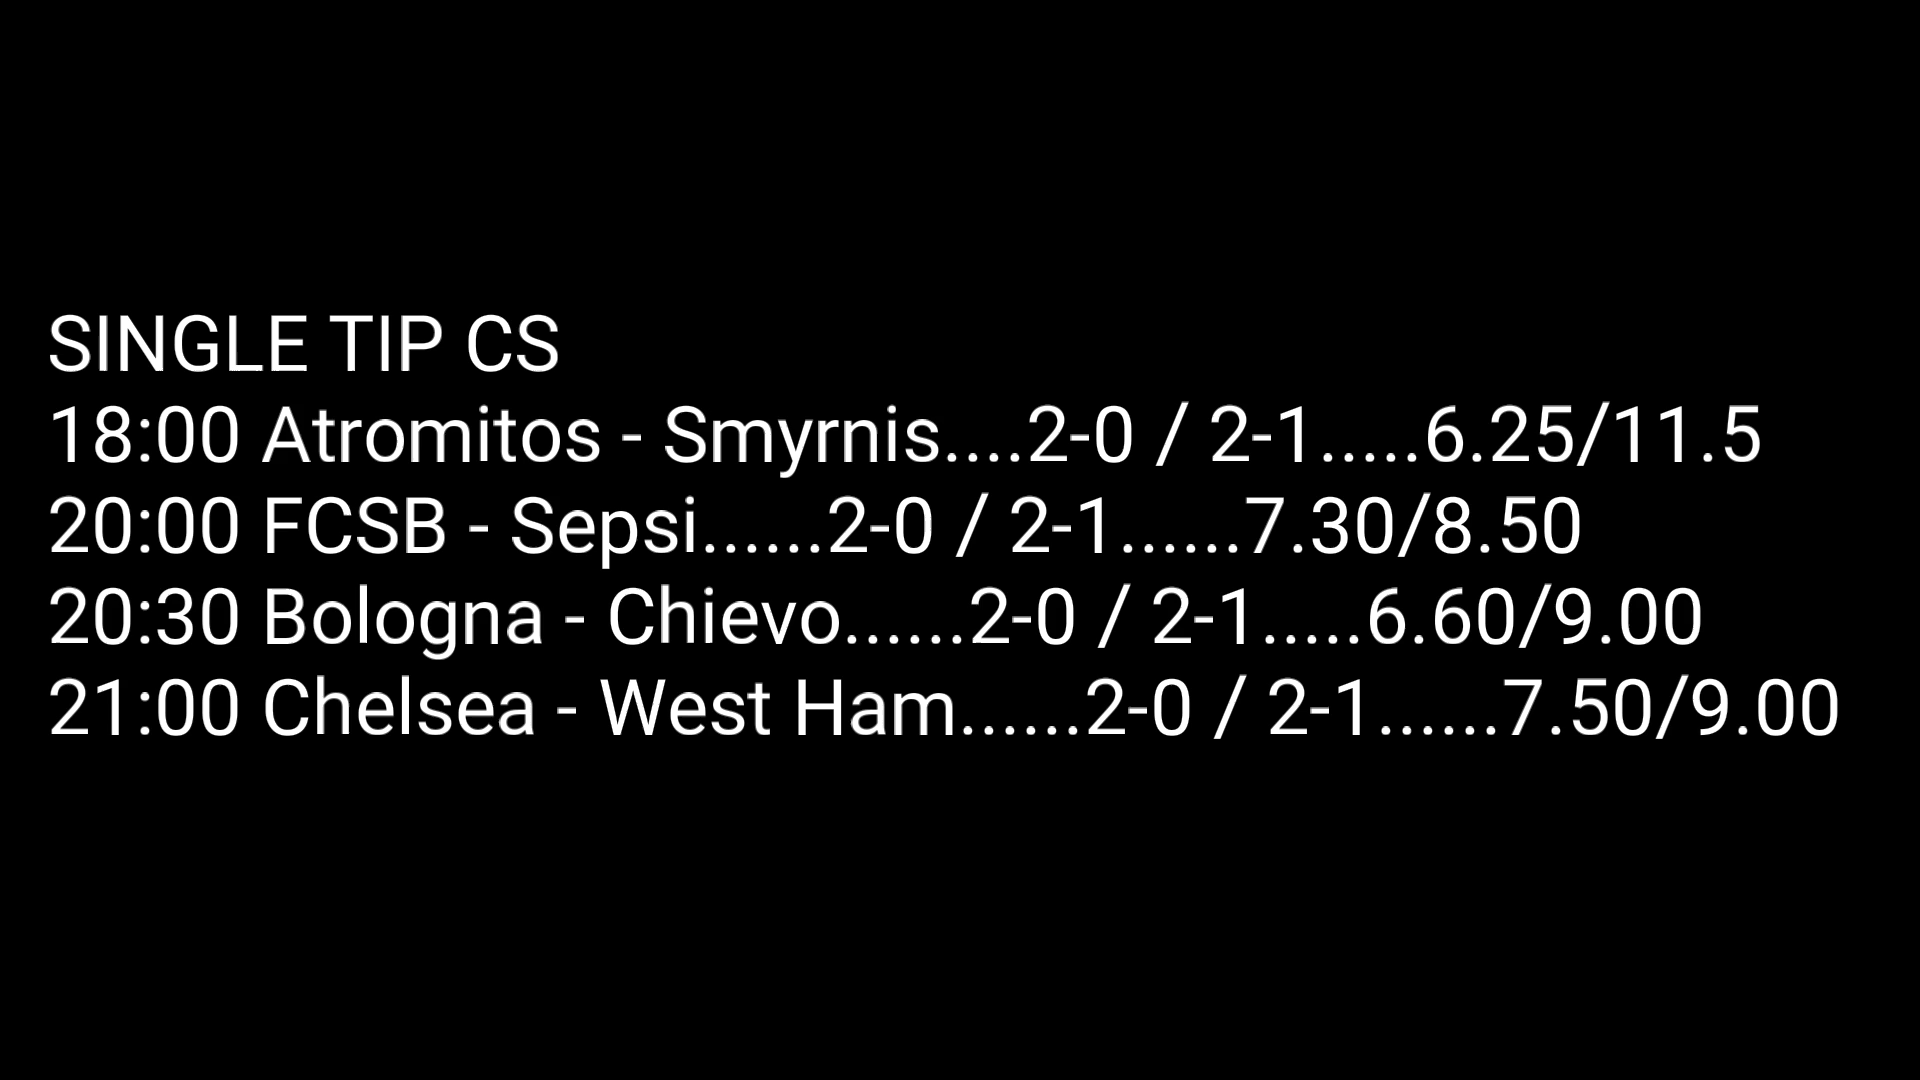 SINGLE TIP CS
18:00 Atromitos - Smyrnis....2-0 / 2-1.....6.25/11.5
20:00 FCSB - Sepsi......2-0 / 2-1......7.30/8.50
20:30 Bologna - Chievo......2-0 / 2-1.....6.60/9.00
21:00 Chelsea - West Ham......2-0 / 2-1......7.50/9.00